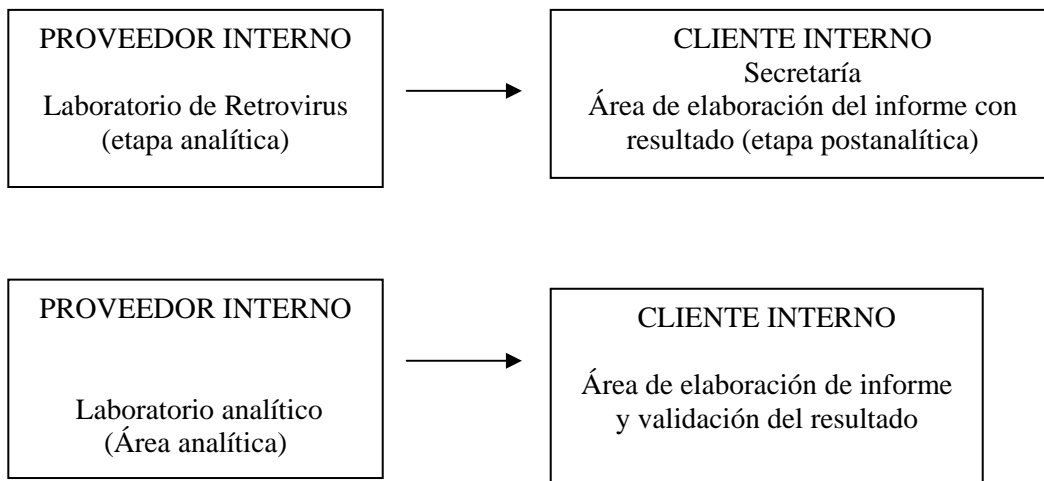 PROVEEDOR INTERNO
Laboratorio de Retrovirus
(etapa analítica)
CLIENTE INTERNO
Secretaría
Área de elaboración del informe con
resultado (etapa postanalítica)
PROVEEDOR INTERNO
Laboratorio analítico
(Área analítica)
CLIENTE INTERNO
Área de elaboración de informe
y validación del resultado